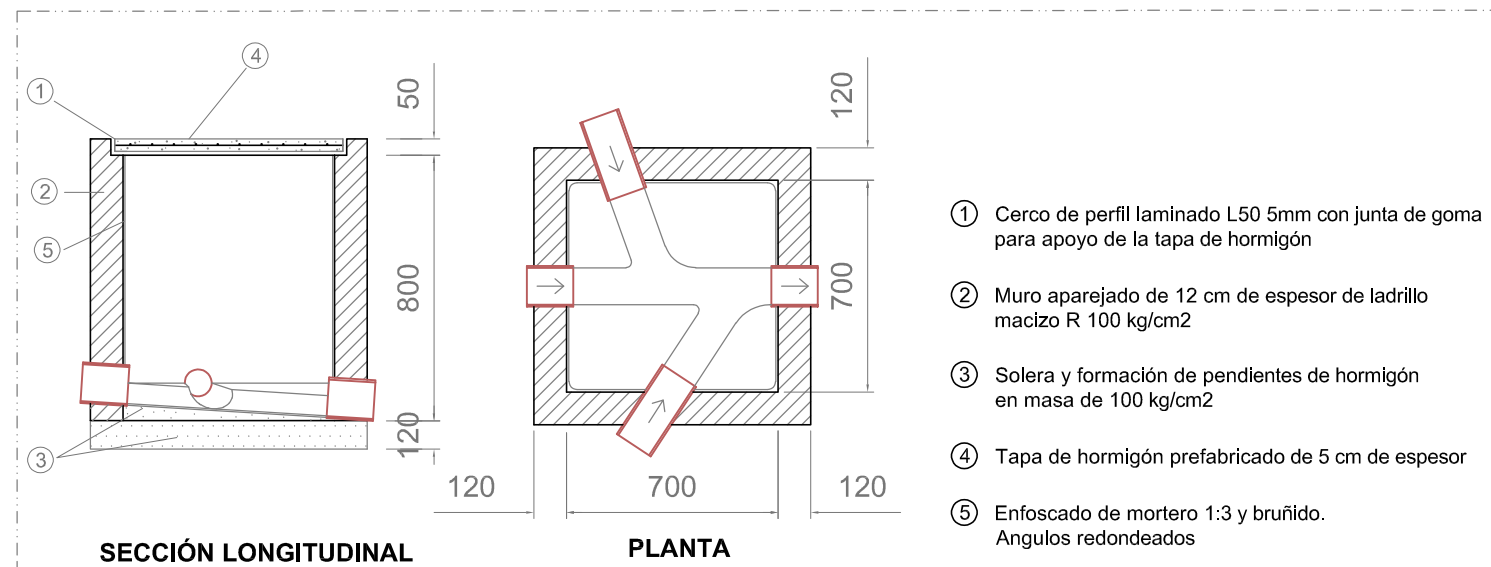 4
1
2
5
3
50
800
120
SECCIÓN LONGITUDINAL
120
700
120
700
120
PLANTA
1 Cerco de perfil laminado L50 5mm con junta de goma
para apoyo de la tapa de hormigón
2 Muro aparejado de 12 cm de espesor de ladrillo
macizo R 100 kg/cm2
3 Solera y formación de pendientes de hormigón
en masa de 100 kg/cm2
4 Tapa de hormigón prefabricado de 5 cm de espesor
5 Enfoscado de mortero 1:3 y bruñido.
Angulos redondeados